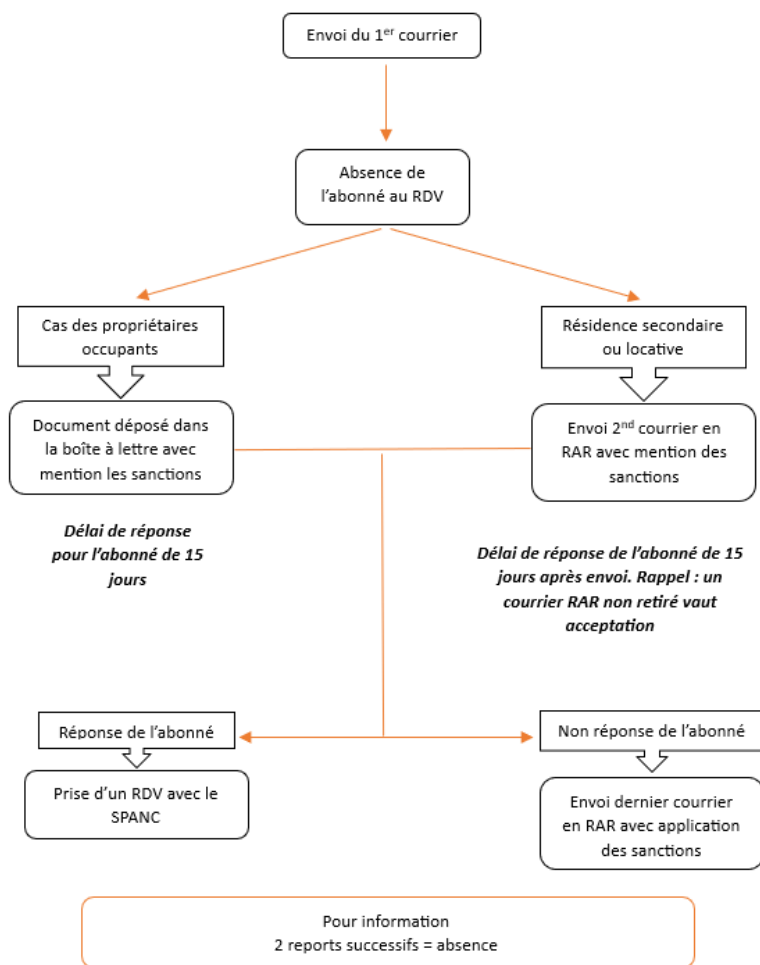 Envoi du 1er courrier
Absence de
l'abonné au RDV
Cas des propriétaires
occupants
Résidence secondaire
ou locative
Document déposé dans
la boîte à lettre avec
mention les sanctions
Envoi 2nd courrier en
RAR avec mention des
sanctions
Délai de réponse
pour l'abonné de 15
jours
Délai de réponse de l'abonné de 15
jours après envoi. Rappel : un
courrier RAR non retiré vaut
acceptation
Réponse de l'abonné
Non réponse de l'abonné
Prise d'un RDV avec le
SPANC
Envoi dernier courrier
en RAR avec application
des sanctions
Pour information
2 reports successifs = absence